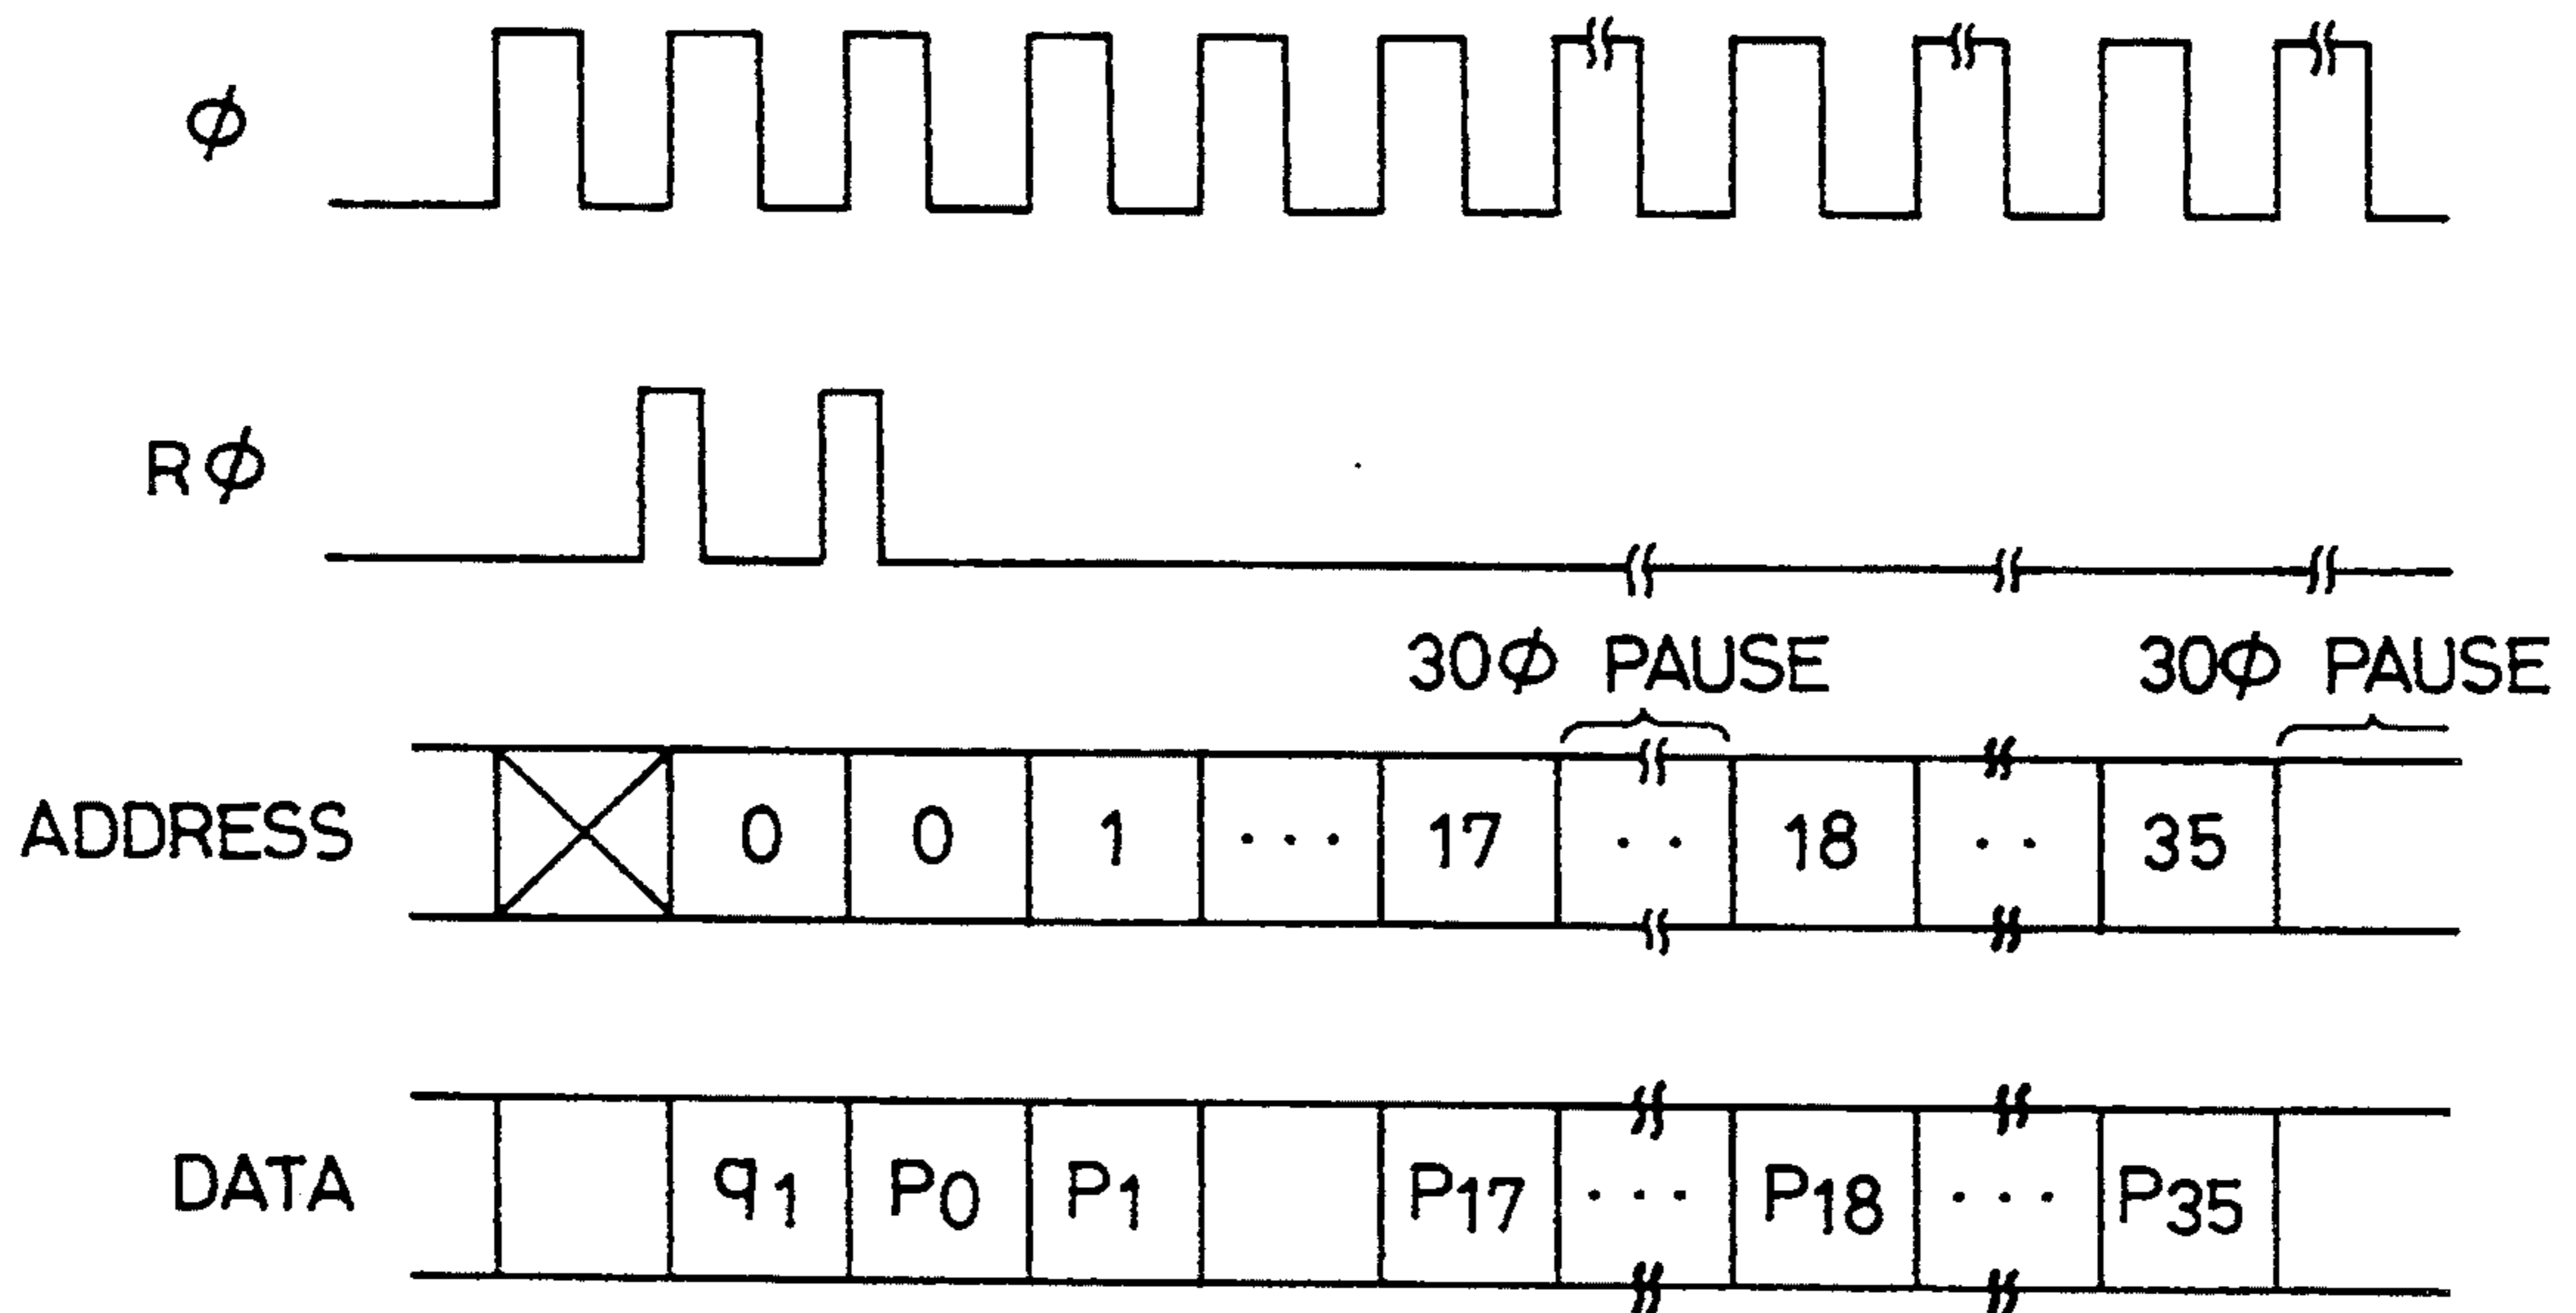 ϕ
Rϕ
30ϕ PAUSE 30ϕ PAUSE
ADDRESS 0 0 1 ... 17 .. 18 .. 35
DATA q1 P0 P1 P17 ... P18 ... P35